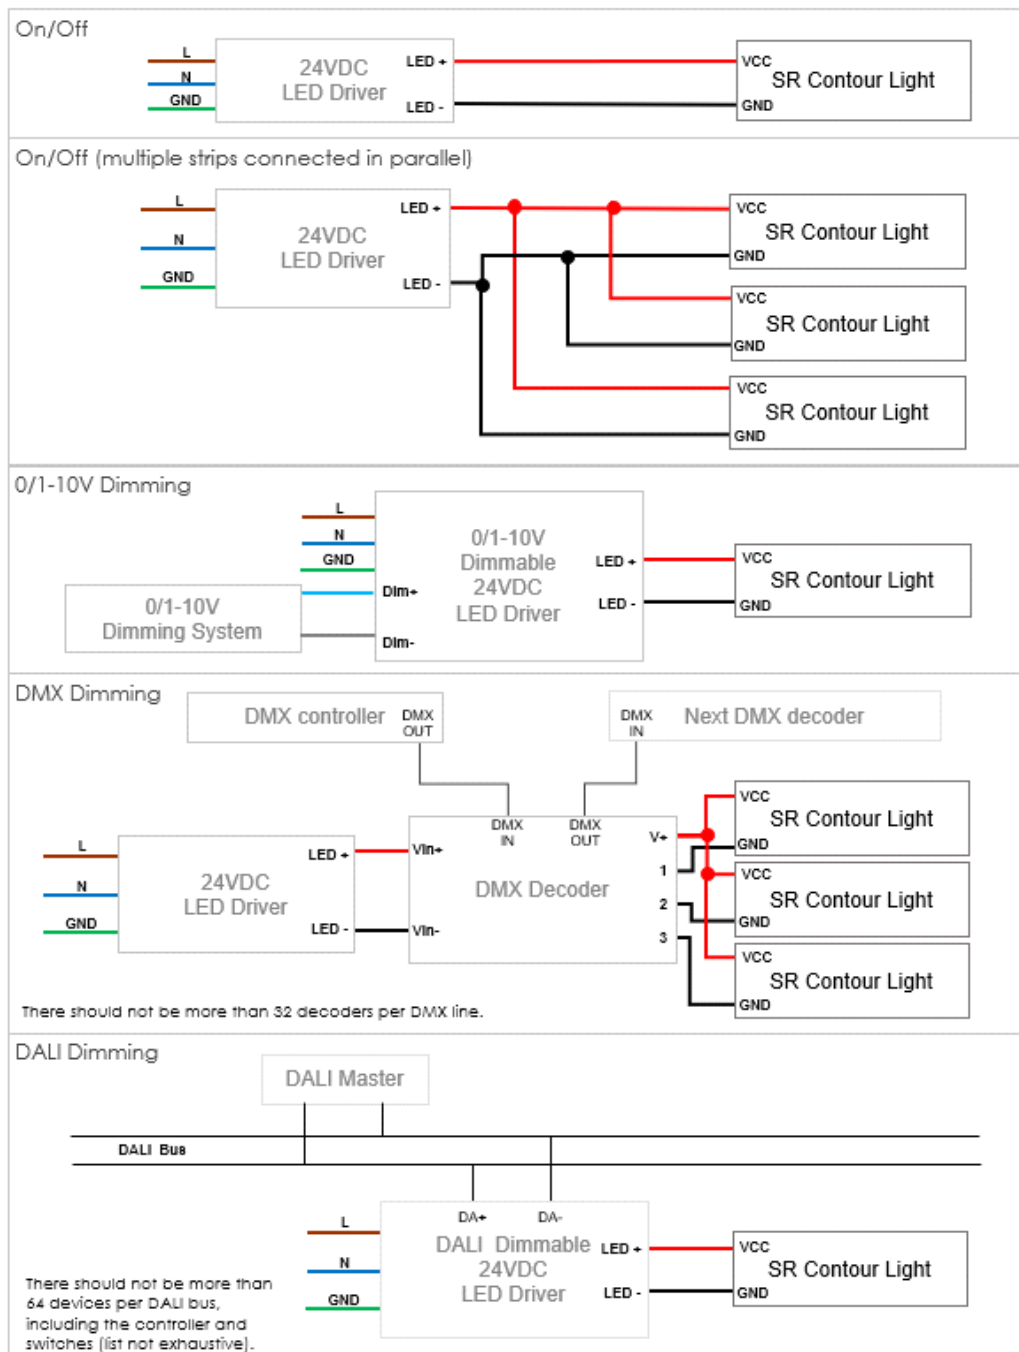 On/Off
L
N
GND
24VDC
LED Driver
LED +
LED -
VCC
SR Contour Light
GND
On/Off (multiple strips connected in parallel)
L
N
GND
24VDC
LED Driver
LED +
LED -
VCC
SR Contour Light
GND
VCC
SR Contour Light
GND
VCC
SR Contour Light
GND
0/1-10V Dimming
L
N
GND
0/1-10V
Dimming System
Dim+
Dim-
0/1-10V
Dimmable
24VDC
LED Driver
LED +
LED -
VCC
SR Contour Light
GND
DMX Dimming
DMX controller
DMX
OUT
DMX
IN
Next DMX decoder
L
N
GND
24VDC
LED Driver
LED +
LED -
Vin+
Vin-
DMX
IN
DMX
OUT
DMX Decoder
V+
1
2
3
VCC
SR Contour Light
GND
VCC
SR Contour Light
GND
VCC
SR Contour Light
GND
There should not be more than 32 decoders per DMX line.
DALI Dimming
DALI Master
DALI Bus
L
N
GND
DA+
DA-
DALI Dimmable
24VDC
LED Driver
LED +
LED -
VCC
SR Contour Light
GND
There should not be more than
64 devices per DALI bus,
including the controller and
switches (list not exhaustive).